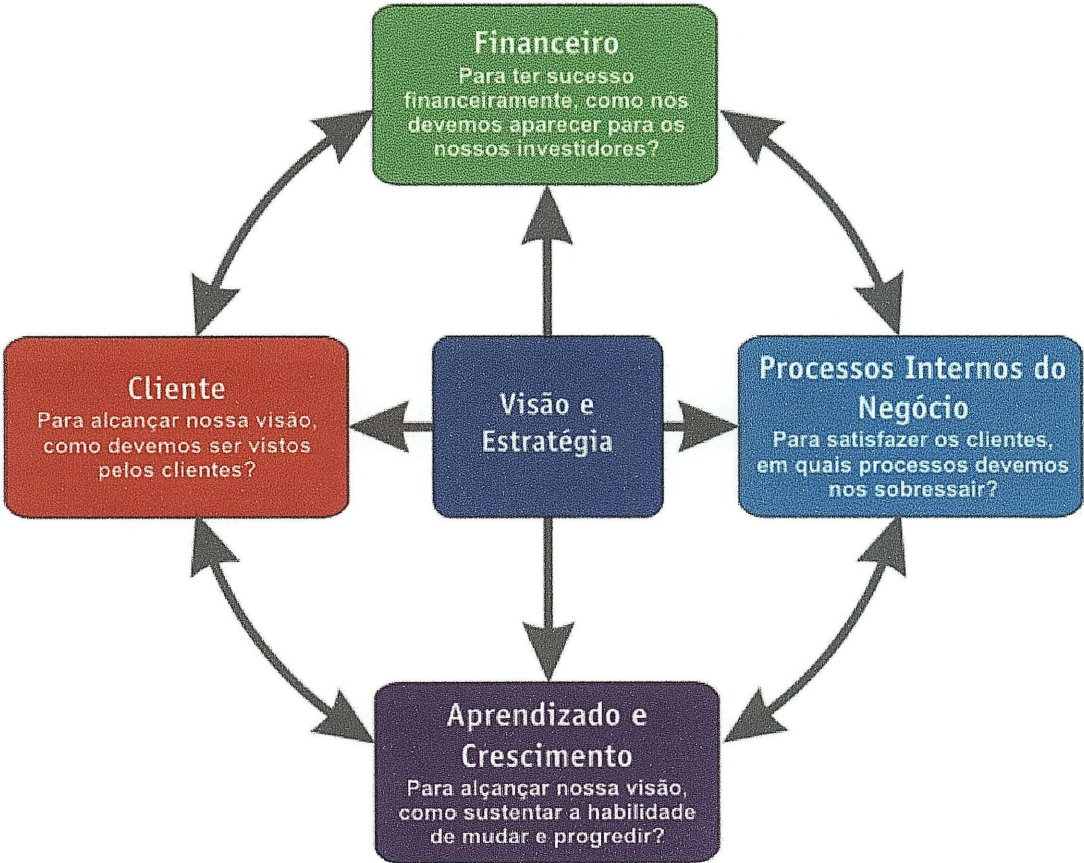 Financeiro
Para ter sucesso
financeiramente, como nós
devemos aparecer para os
nossos investidores?
Cliente
Para alcançar nossa visão,
como devemos ser vistos
pelos clientes?
Visão e
Estratégia
Processos Internos do
Negócio
Para satisfazer os clientes,
em quais processos devemos
nos sobressair?
Aprendizado e
Crescimento
Para alçançar nossa visão,
como sustentar a habilidade
de mudar e progredir?